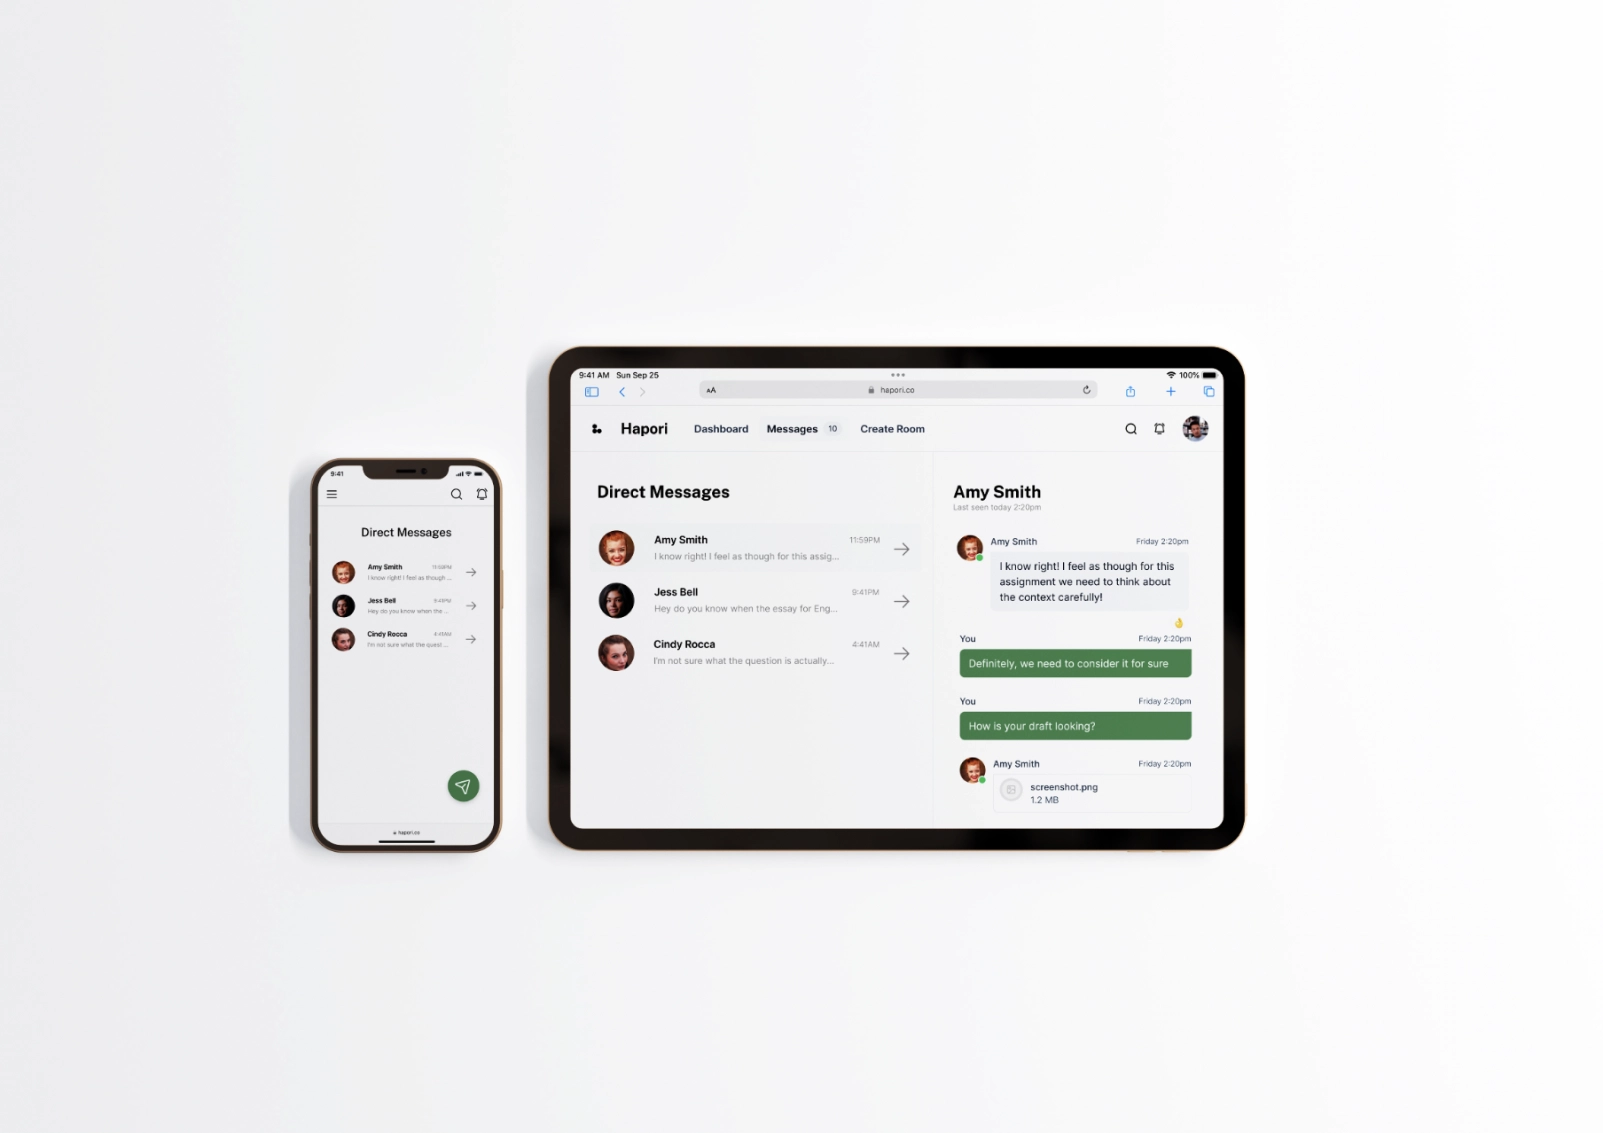 9:41
Direct Messages
Amy Smith 11:59PM
I know right! I feel as though ...
Jess Bell 9:41PM
Hey do you know when the ...
Cindy Rocca 4:41AM
I'm not sure what the quest ...
hapori.co
9:41 AM Sun Sep 25
100%
AA
hapori.co
Hapori
Dashboard
Messages 10
Create Room
Direct Messages
Amy Smith 11:59PM
I know right! I feel as though for this assig...
Jess Bell 9:41PM
Hey do you know when the essay for Eng...
Cindy Rocca 4:41AM
I'm not sure what the question is actually...
Amy Smith
Last seen today 2:20pm
Amy Smith Friday 2:20pm
I know right! I feel as though for this
assignment we need to think about
the context carefully!
You Friday 2:20pm
Definitely, we need to consider it for sure
You Friday 2:20pm
How is your draft looking?
Amy Smith Friday 2:20pm
screenshot.png
1.2 MB